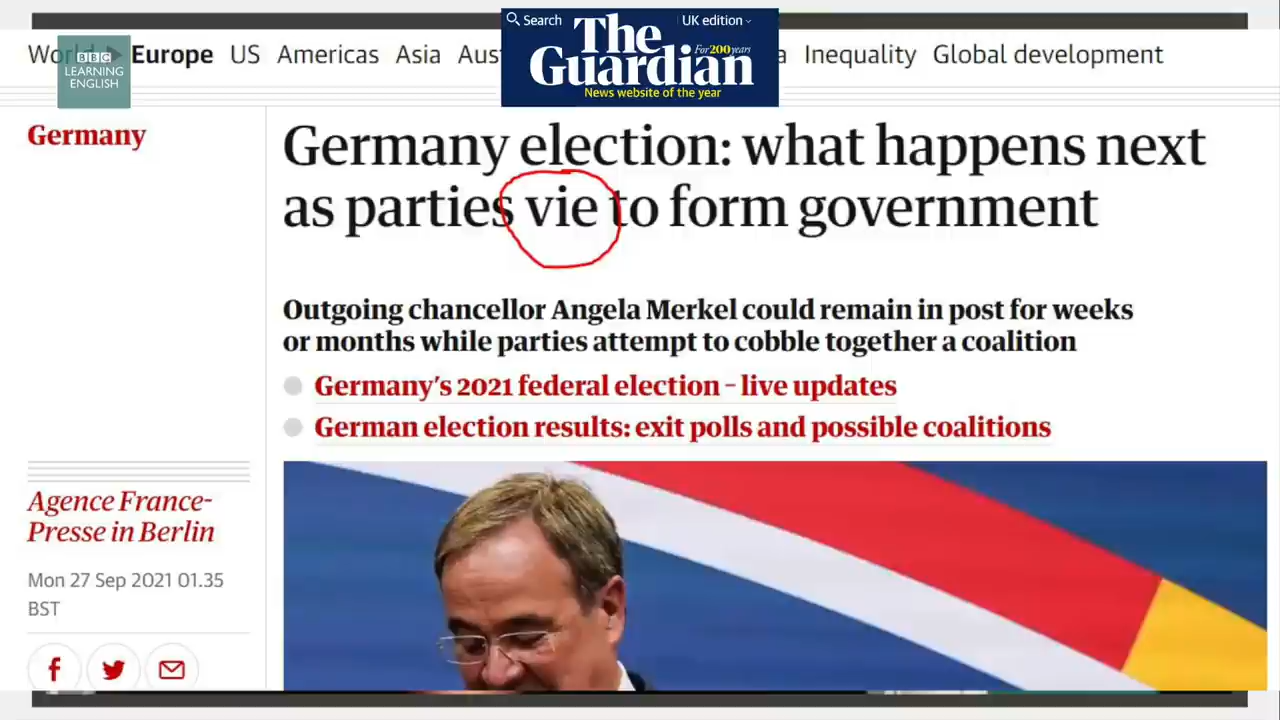 Search
UK edition
The
Guardian
For 200 years
News website of the year
BBC
LEARNING
ENGLISH
World Europe US Americas Asia Inequality Global development
Germany
Germany election: what happens next
as parties vie to form government
Outgoing chancellor Angela Merkel could remain in post for weeks
or months while parties attempt to cobble together a coalition
Germany's 2021 federal election – live updates
German election results: exit polls and possible coalitions
Agence France-
Presse in Berlin
Mon 27 Sep 2021 01.35
BST